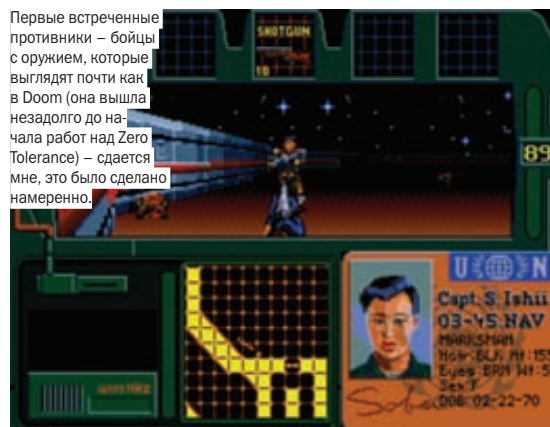 Первые встреченные
противники – бойцы
с оружием, которые
выглядят почти как
в Doom (она вышла
незадолго до на-
чала работ над Zero
Tolerance) – сдается
мне, это было сделано
намеренно.
SHOTGUN
10
89
U N
Capt. S. Ishii
03-45.NAV
MARKSMAN
Hair:BLK Ht:155
Eyes:BRN Wt:5
Sex:F
DOB:02-22-70